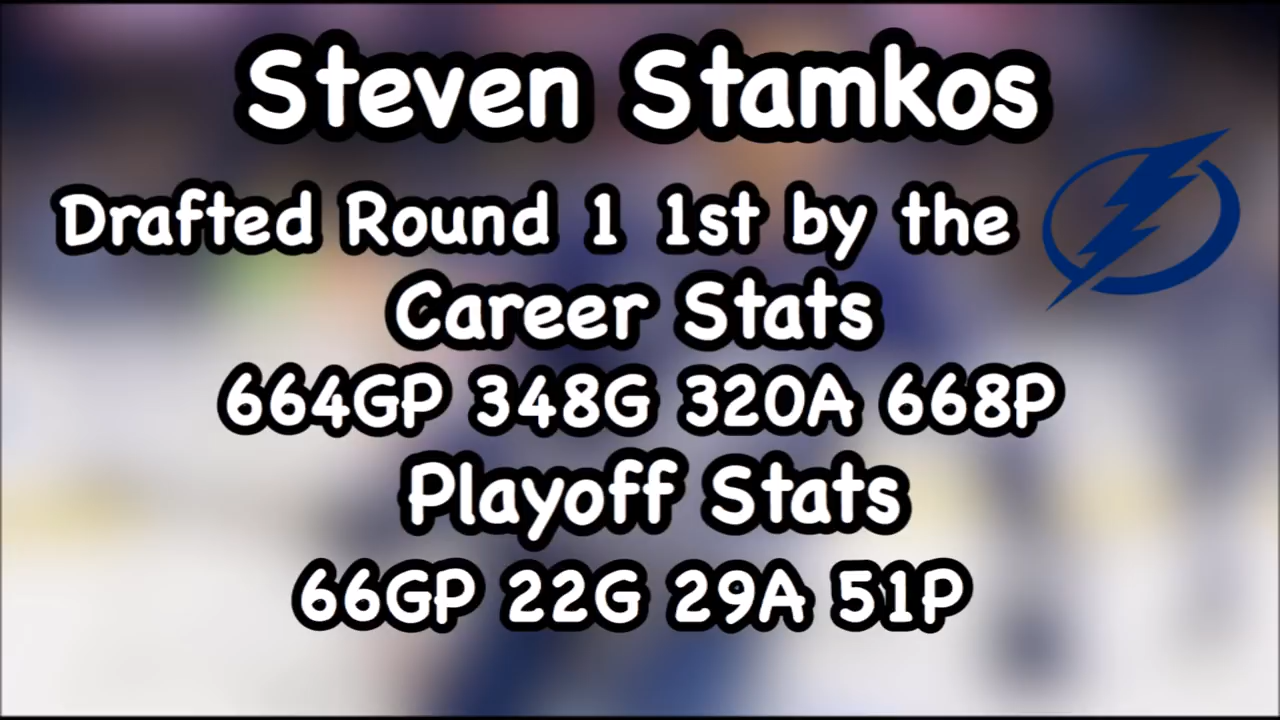 Steven Stamkos
Drafted Round 1 1st by the
Career Stats
664GP 348G 320A 668P
Playoff Stats
66GP 22G 29A 51P